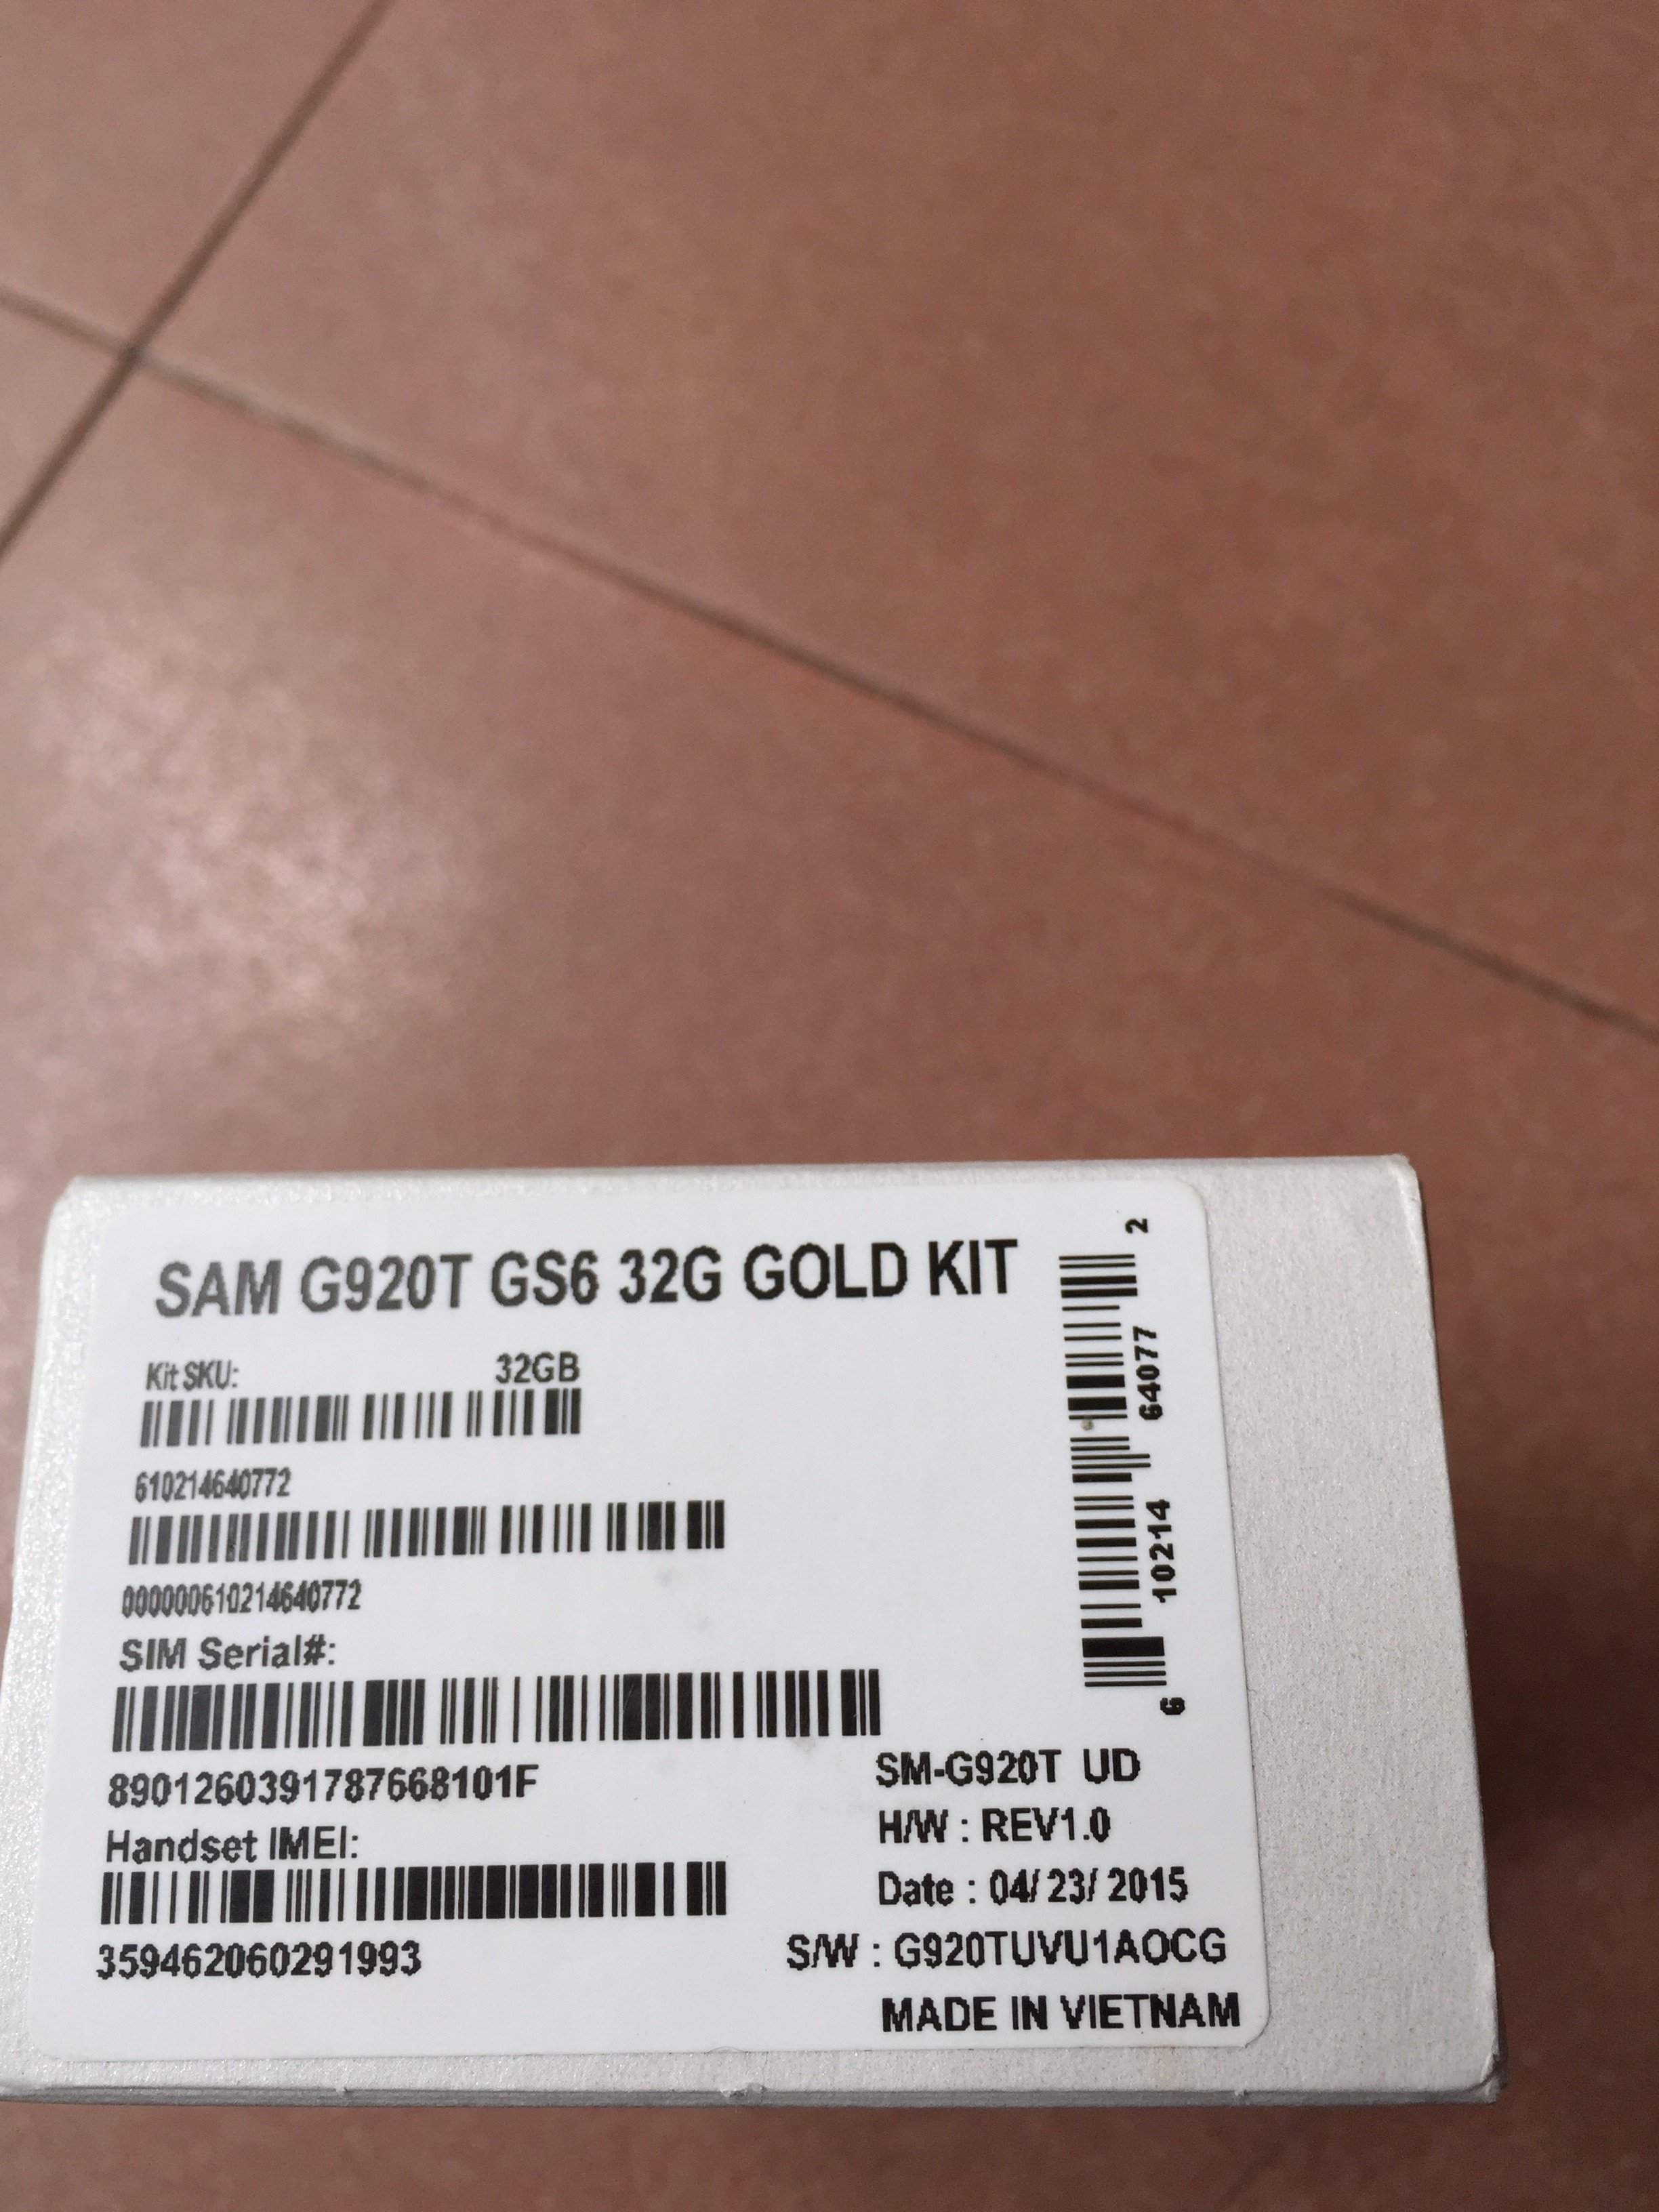 SAM G920T GS6 32G GOLD KIT
Kit SKU: 32GB
610214640772
000000610214640772
SIM Serial#:
8901260391787668101F
Handset IMEI:
359462060291993
6 10214 64077 2
SM-G920T UD
H/W : REV1.0
Date : 04/ 23/ 2015
S/W : G920TUVU1AOCG
MADE IN VIETNAM